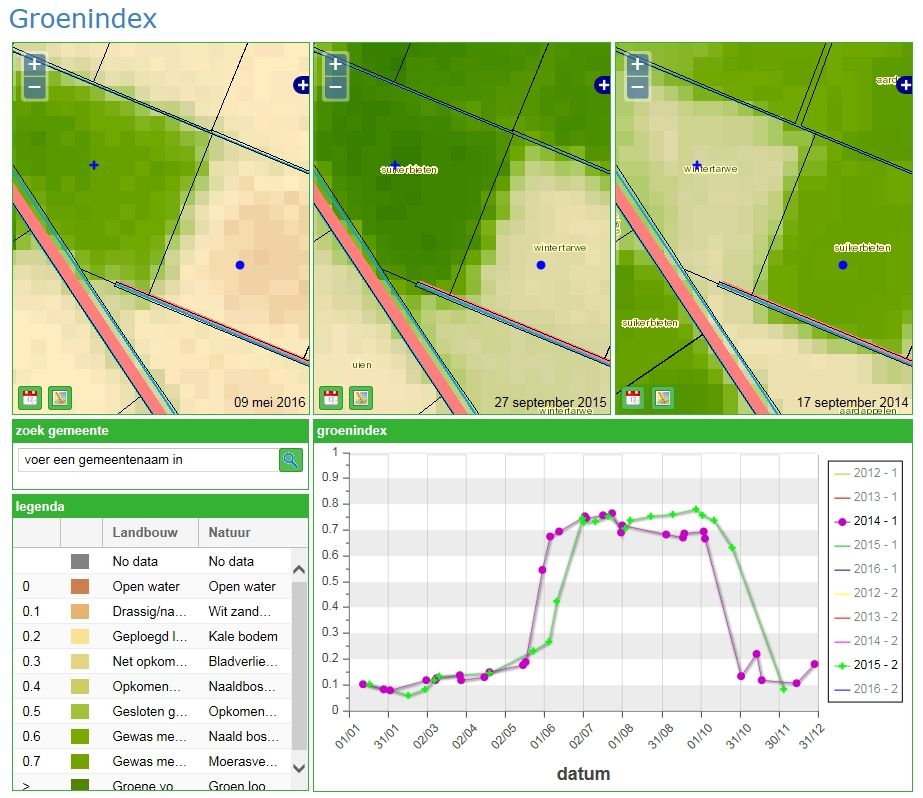 Groenindex
aard
suikerbieten
wintertarwe
wintertarwe
suikerbieten
suikerbieten
uien
wintertarwe
aardappelen
09 mei 2016
27 september 2015
17 september 2014
zoek gemeente
voer een gemeentenaam in
legenda
Landbouw Natuur
No data No data
0 Open water Open water
0.1 Drassig/na... Wit zand...
0.2 Geploegd l... Kale bodem
0.3 Net opkom... Bladverlie...
0.4 Opkomen... Naaldbos...
0.5 Gesloten g... Opkomen...
0.6 Gewas me... Naald bos...
0.7 Gewas me... Moerasve...
> Groene vo... Groen loo...
groenindex
1
0.9
0.8
0.7
0.6
0.5
0.4
0.3
0.2
0.1
0
01/01 31/01 02/03 02/04 02/05 01/06 02/07 01/08 31/08 01/10 31/10 30/11 31/12
datum
2012 - 1
2013 - 1
2014 - 1
2015 - 1
2016 - 1
2012 - 2
2013 - 2
2014 - 2
2015 - 2
2016 - 2